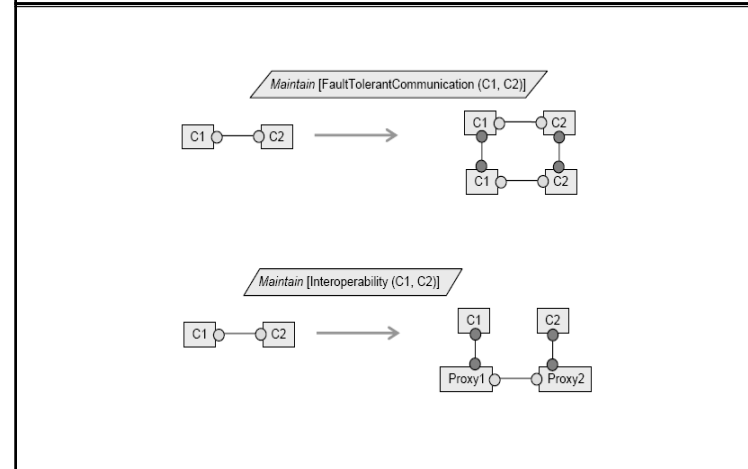 Maintain [FaultTolerantCommunication (C1, C2)]
C1 C2
C1 C2
C1 C2
Maintain [Interoperability (C1, C2)]
C1 C2
C1 C2
Proxy1 Proxy2